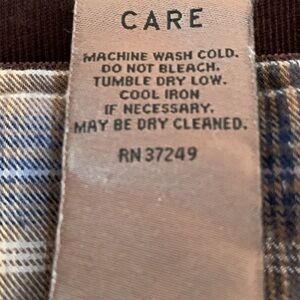 CARE
MACHINE WASH COLD.
DO NOT BLEACH.
TUMBLE DRY LOW.
COOL IRON
IF NECESSARY.
MAY BE DRY CLEANED.
RN 37249